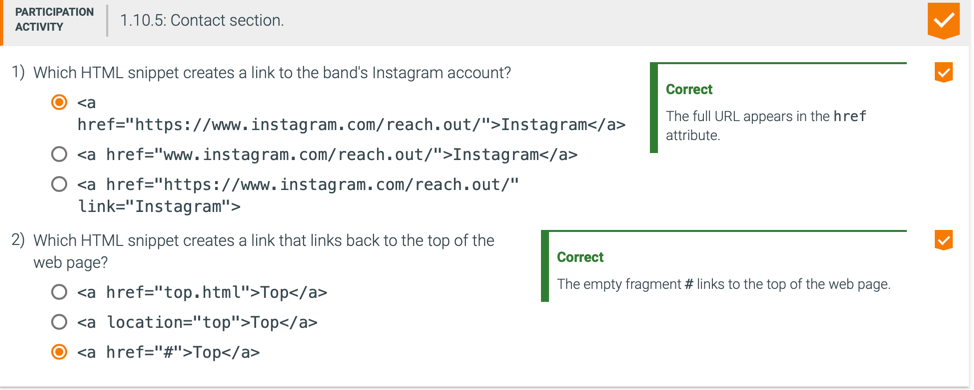 PARTICIPATION
ACTIVITY
1.10.5: Contact section.
1) Which HTML snippet creates a link to the band's Instagram account?
<a
href="https://www.instagram.com/reach.out/">Instagram</a>
<a href="www.instagram.com/reach.out/">Instagram</a>
<a href="https://www.instagram.com/reach.out/"
link="Instagram">
Correct
The full URL appears in the href
attribute.
2) Which HTML snippet creates a link that links back to the top of the
web page?
<a href="top.html">Top</a>
<a location="top">Top</a>
<a href="#">Top</a>
Correct
The empty fragment # links to the top of the web page.